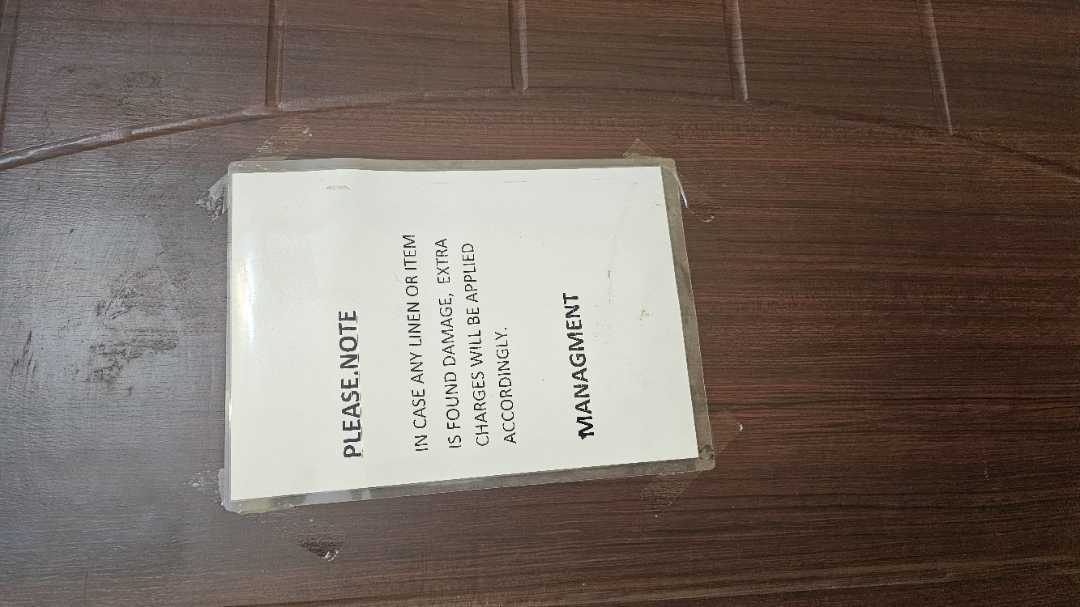 PLEASE.NOTE
IN CASE ANY LINEN OR ITEM
IS FOUND DAMAGE, EXTRA
CHARGES WILL BE APPLIED
ACCORDINGLY.
MANAGMENT